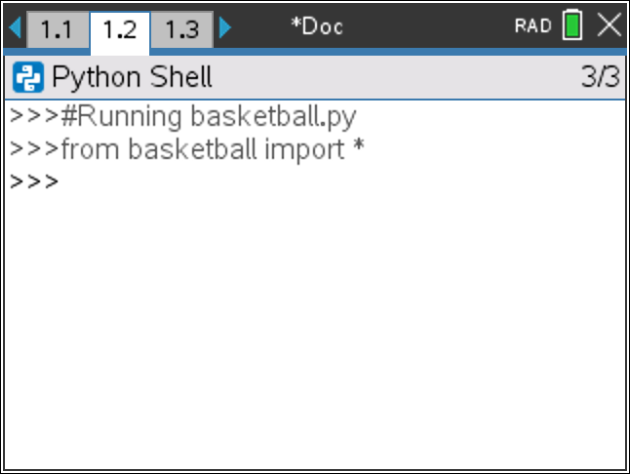 1.1 1.2 1.3 *Doc RAD
Python Shell 3/3
>>>#Running basketball.py
>>>from basketball import *
>>>